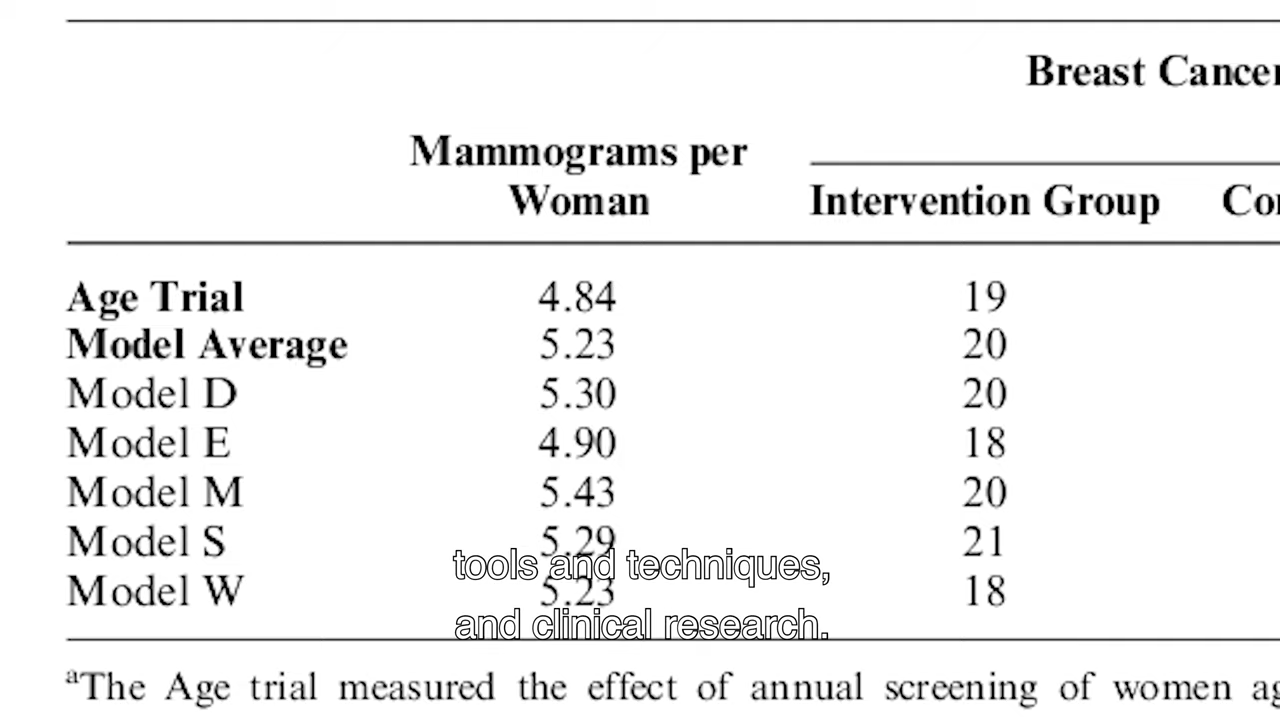 Breast Cancer
Mammograms per
Woman
Intervention Group
Age Trial 4.84 19
Model Average 5.23 20
Model D 5.30 20
Model E 4.90 18
Model M 5.43 20
Model S 5.29 21
Model W 5.23 18
tools and techniques,
and clinical research.
aThe Age trial measured the effect of annual screening of women